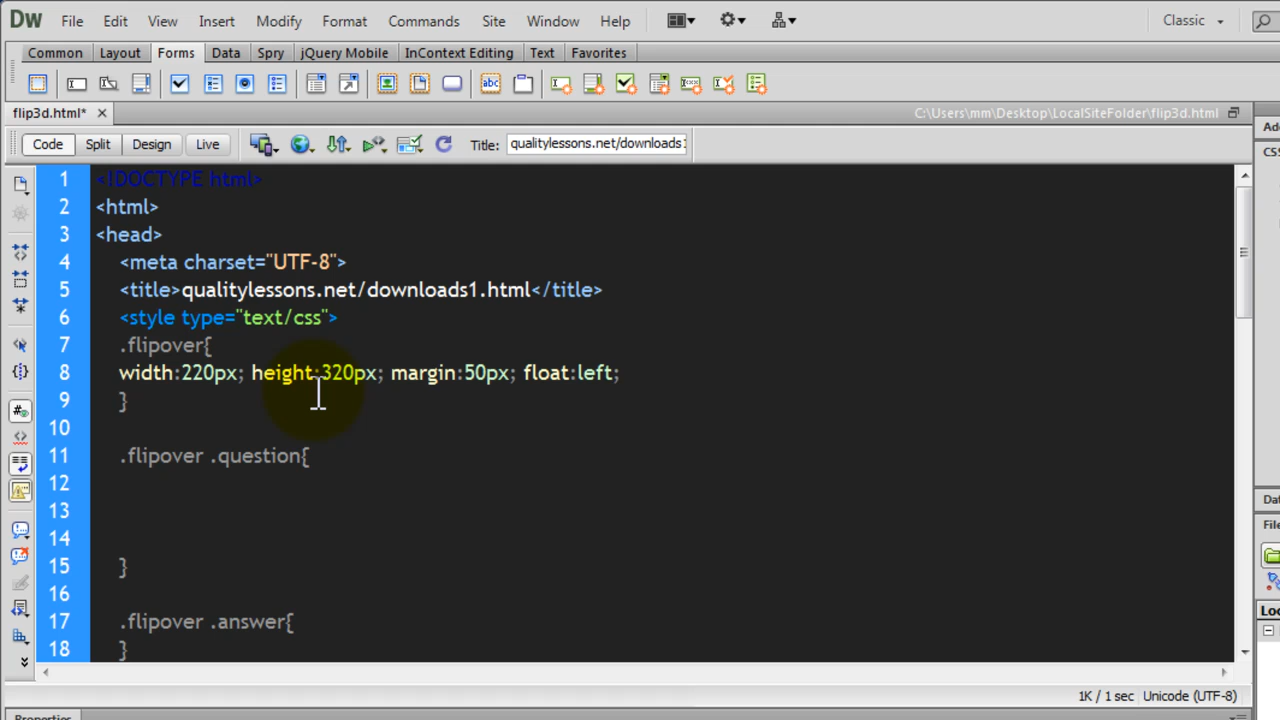 Dw File Edit View Insert Modify Format Commands Site Window Help Classic
Common Layout Forms Data Spry jQuery Mobile InContext Editing Text Favorites
flip3d.html* C:\Users\mm\Desktop\LocalSiteFolder\flip3d.html
Code Split Design Live Title: qualitylessons.net/downloads1
1 <!DOCTYPE html>
2 <html>
3 <head>
4 <meta charset="UTF-8">
5 <title>qualitylessons.net/downloads1.html</title>
6 <style type="text/css">
7 .flipover{
8 width:220px; height:320px; margin:50px; float:left;
9 }
10
11 .flipover .question{
12
13
14
15 }
16
17 .flipover .answer{
18 }
1K / 1 sec Unicode (UTF-8)
Properties
CSS